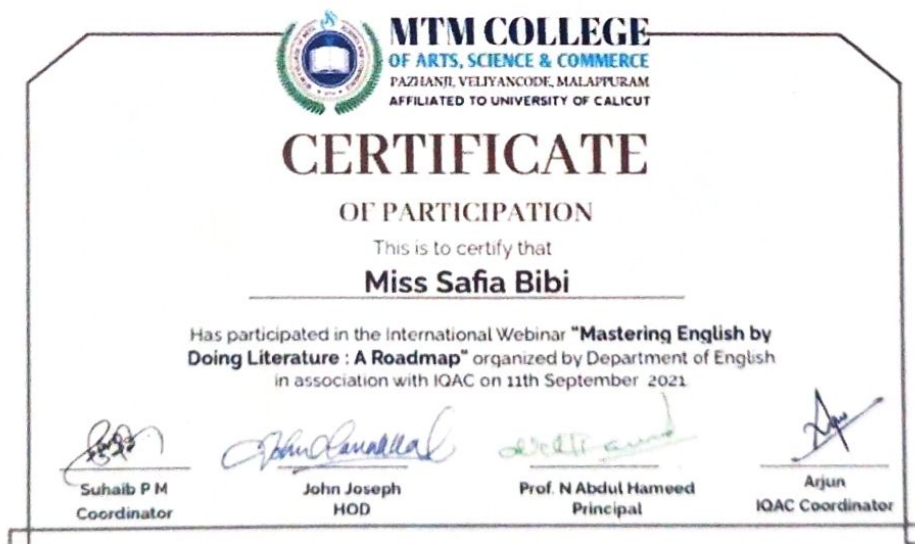 MTM COLLEGE
OF ARTS, SCIENCE & COMMERCE
PAZHANJI, VELIYANCODE, MALAPPURAM
AFFILIATED TO UNIVERSITY OF CALICUT
CERTIFICATE
OF PARTICIPATION
This is to certify that
Miss Safia Bibi
Has participated in the International Webinar "Mastering English by
Doing Literature : A Roadmap" organized by Department of English
in association with IQAC on 11th September 2021
Suhaib P M
Coordinator
John Joseph
HOD
Prof. N Abdul Hameed
Principal
Arjun
IQAC Coordinator